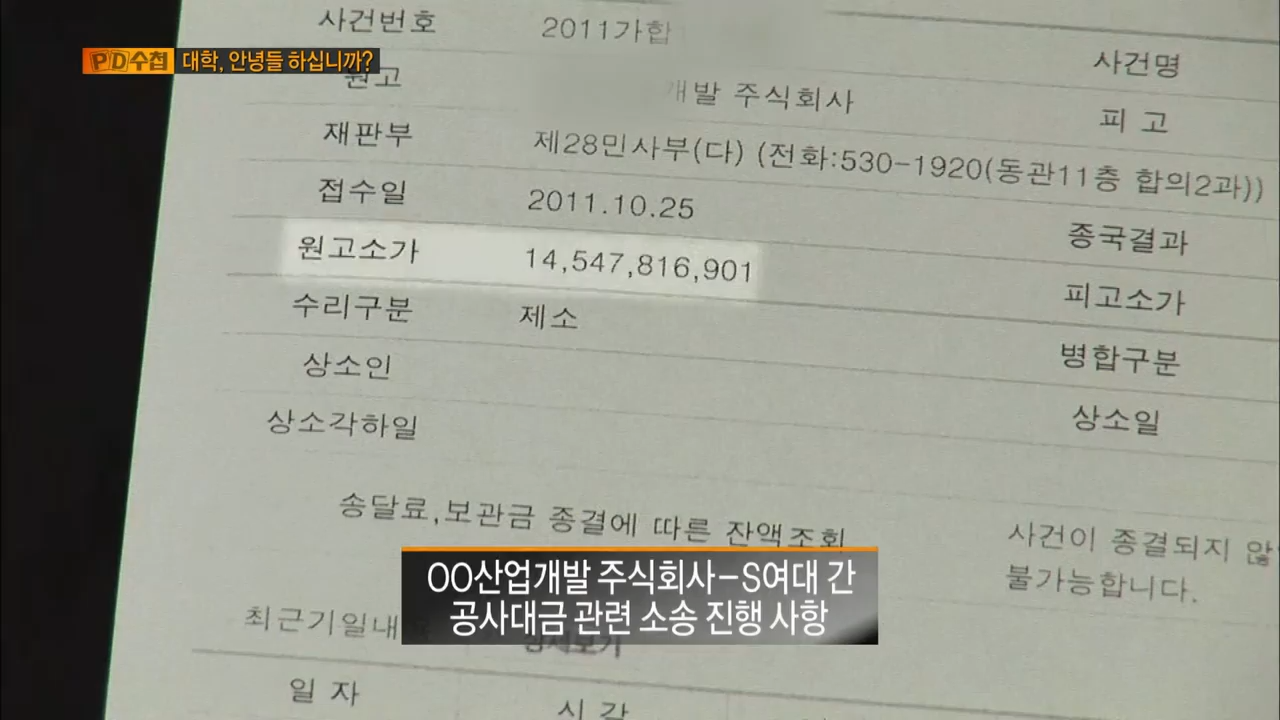 PD수첩 대학, 안녕들 하십니까?
사건번호 2011가합 사건명
원고 개발 주식회사 피 고
재판부 제28민사부(다) (전화:530-1920(동관11층 합의2과))
접수일 2011.10.25 종국결과
원고소가 14,547,816,901 피고소가
수리구분 제소 병합구분
상소인 상소일
상소각하일
송달료,보관금 종결에 따른 잔액조회 사건이 종결되지 않
불가능합니다.
OO산업개발 주식회사-S여대 간
공사대금 관련 소송 진행 사항
최근기일내
일 자 시 각